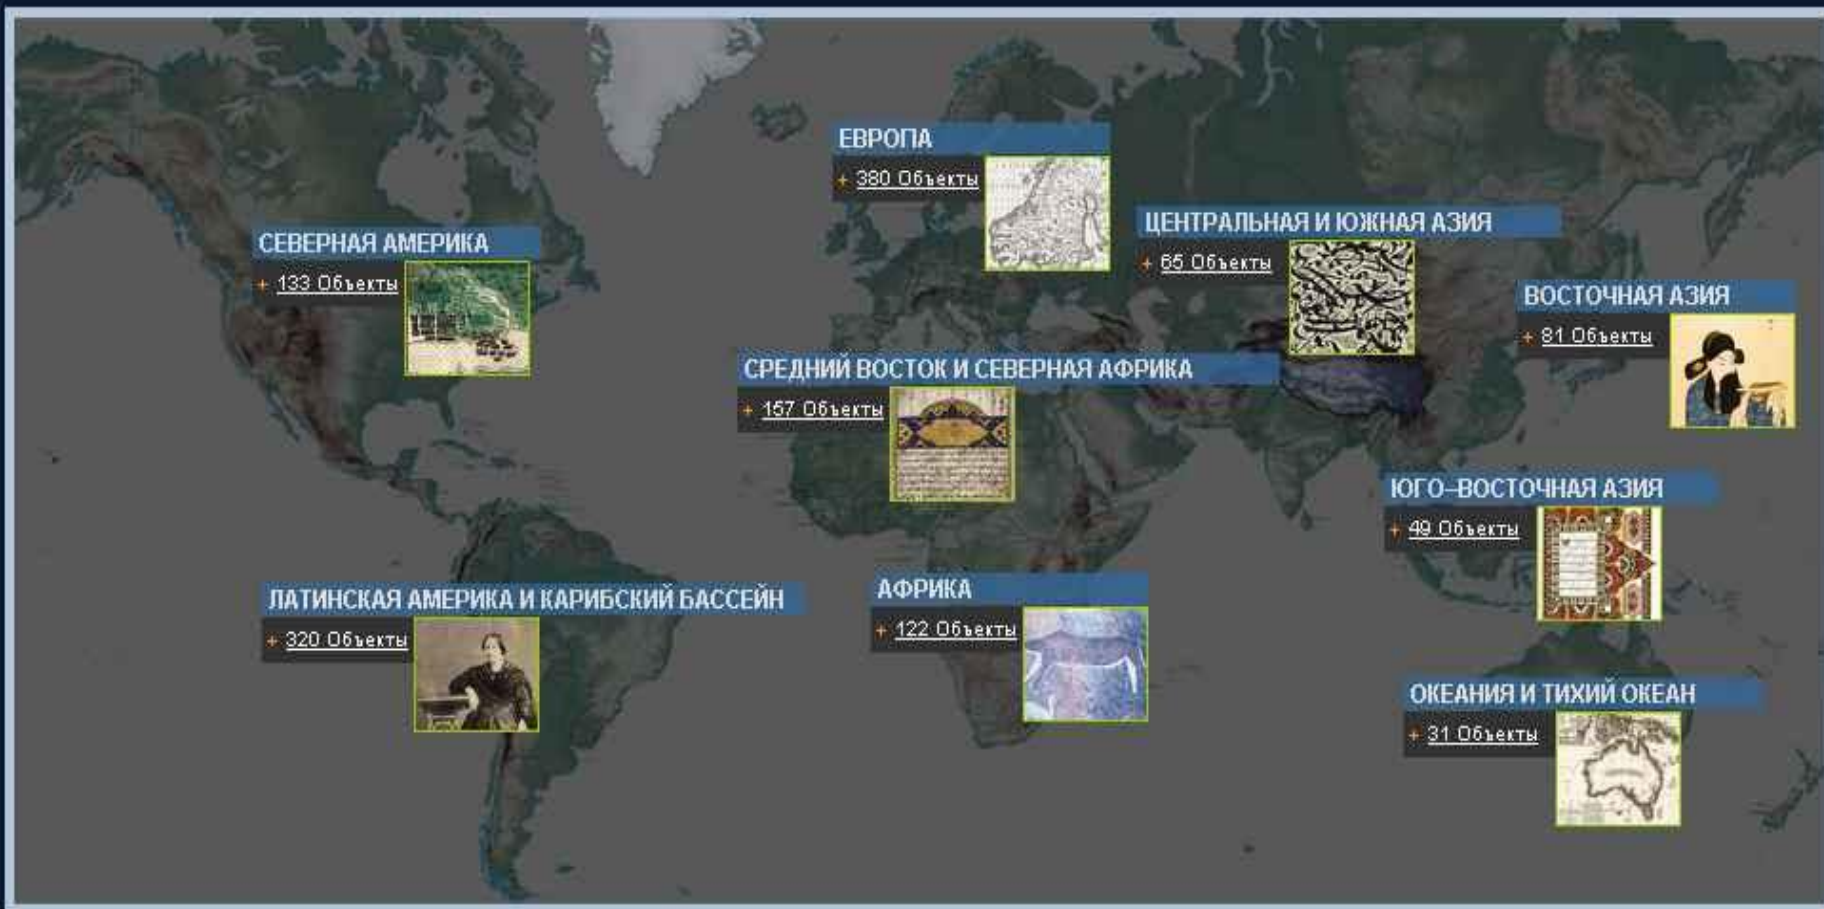 ЕВРОПА
+ 380 Объекты
ЦЕНТРАЛЬНАЯ И ЮЖНАЯ АЗИЯ
+ 65 Объекты
СЕВЕРНАЯ АМЕРИКА
+ 133 Объекты
ВОСТОЧНАЯ АЗИЯ
+ 81 Объекты
СРЕДНИЙ ВОСТОК И СЕВЕРНАЯ АФРИКА
+ 157 Объекты
ЮГО-ВОСТОЧНАЯ АЗИЯ
+ 49 Объекты
ЛАТИНСКАЯ АМЕРИКА И КАРИБСКИЙ БАССЕЙН
+ 320 Объекты
АФРИКА
+ 122 Объекты
ОКЕАНИЯ И ТИХИЙ ОКЕАН
+ 31 Объекты